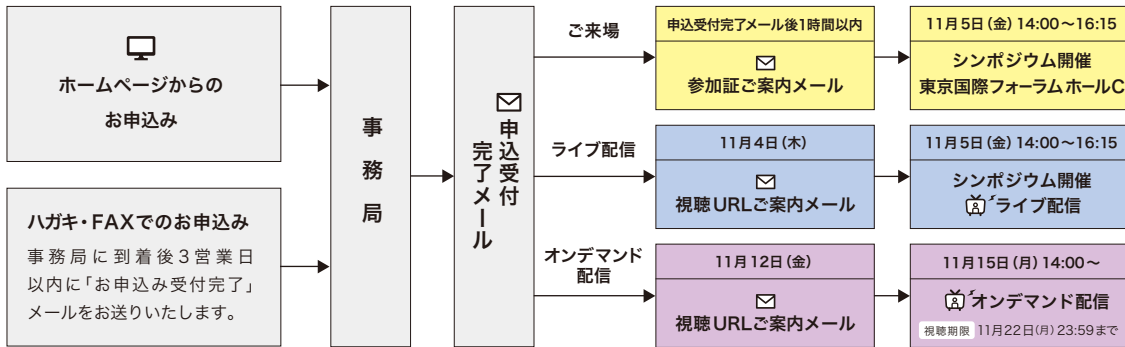 ホームページからの
お申込み
ハガキ・FAXでのお申込み
事務局に到着後3営業日
以内に「お申込み受付完了」
メールをお送りいたします。
事務局
申込受付
完了メール
ご来場
申込受付完了メール後1時間以内
参加証ご案内メール
11月5日(金) 14:00～16:15
シンポジウム開催
東京国際フォーラムホールC
ライブ配信
11月4日(木)
視聴URLご案内メール
11月5日(金) 14:00～16:15
シンポジウム開催
ライブ配信
オンデマンド
配信
11月12日(金)
視聴URLご案内メール
11月15日(月) 14:00～
オンデマンド配信
視聴期限 11月22日(月) 23:59まで